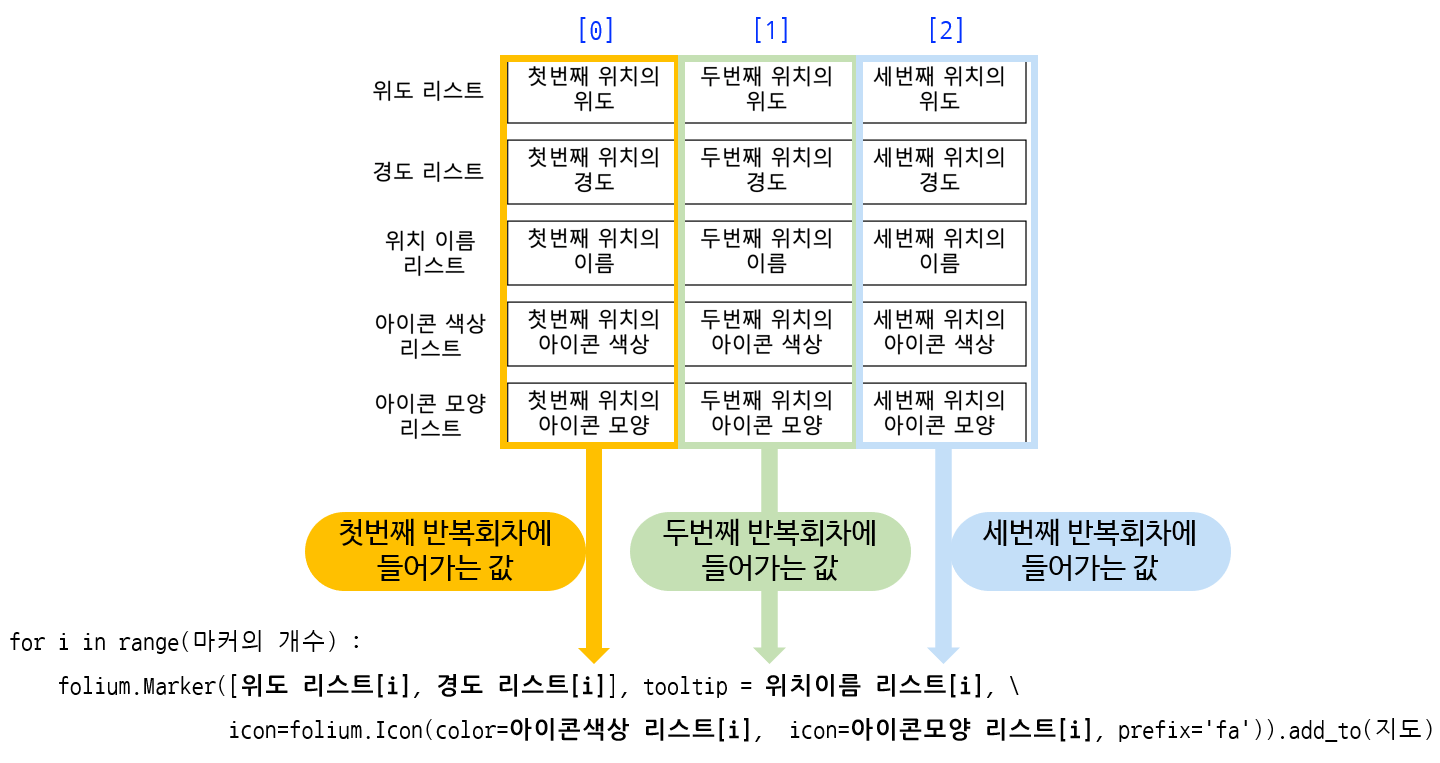 [0] [1] [2]
위도 리스트
첫번째 위치의
위도
두번째 위치의
위도
세번째 위치의
위도
경도 리스트
첫번째 위치의
경도
두번째 위치의
경도
세번째 위치의
경도
위치 이름
리스트
첫번째 위치의
이름
두번째 위치의
이름
세번째 위치의
이름
아이콘 색상
리스트
첫번째 위치의
아이콘 색상
두번째 위치의
아이콘 색상
세번째 위치의
아이콘 색상
아이콘 모양
리스트
첫번째 위치의
아이콘 모양
두번째 위치의
아이콘 모양
세번째 위치의
아이콘 모양
첫번째 반복회차에
들어가는 값
두번째 반복회차에
들어가는 값
세번째 반복회차에
들어가는 값
for i in range(마커의 개수) :
folium.Marker([위도 리스트[i], 경도 리스트[i]], tooltip = 위치이름 리스트[i], \
icon=folium.Icon(color=아이콘색상 리스트[i], icon=아이콘모양 리스트[i], prefix='fa')).add_to(지도)